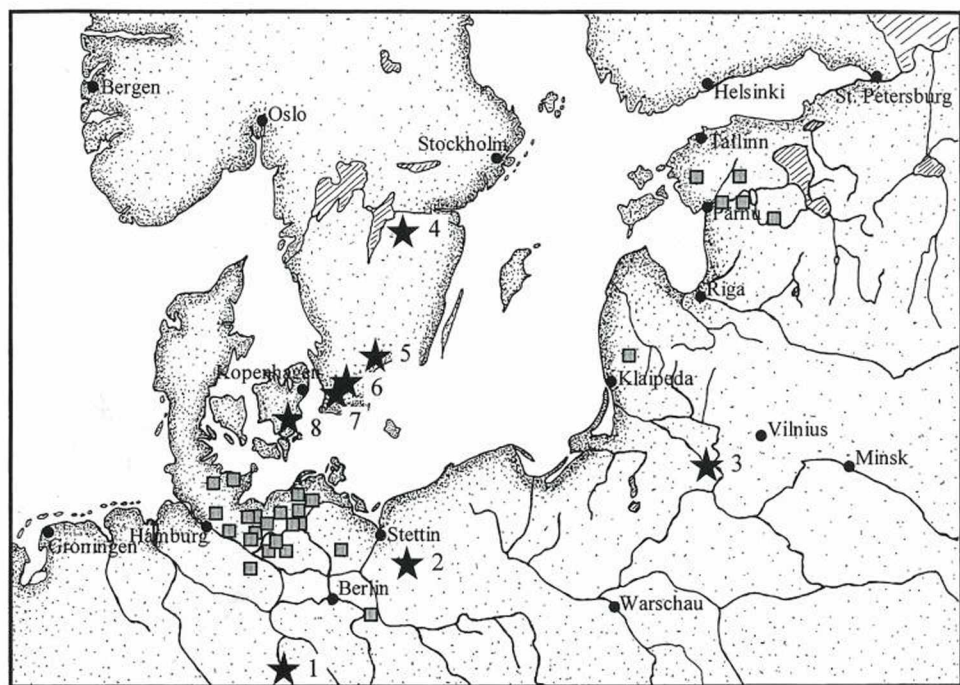 Bergen
Helsinki
St. Petersburg
Oslo
Stockholm
Tallinn
Pärnu
4
Riga
5
Kopenhagen
6
Klaipeda
7
8
Vilnius
3
Minsk
Hamburg
Groningen
Stettin
2
Berlin
Warschau
1